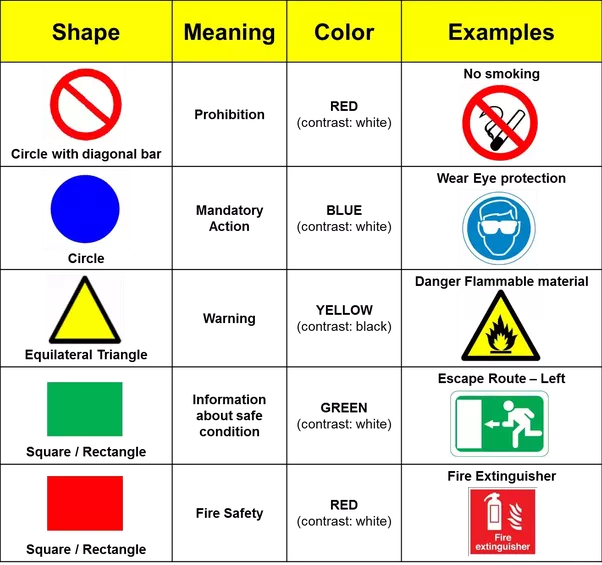 Shape Meaning Color Examples
Circle with diagonal bar
Prohibition
RED
(contrast: white)
No smoking
Circle
Mandatory
Action
BLUE
(contrast: white)
Wear Eye protection
Equilateral Triangle
Warning
YELLOW
(contrast: black)
Danger Flammable material
Square / Rectangle
Information
about safe
condition
GREEN
(contrast: white)
Escape Route – Left
Square / Rectangle
Fire Safety
RED
(contrast: white)
Fire Extinguisher
Fire
extinguisher